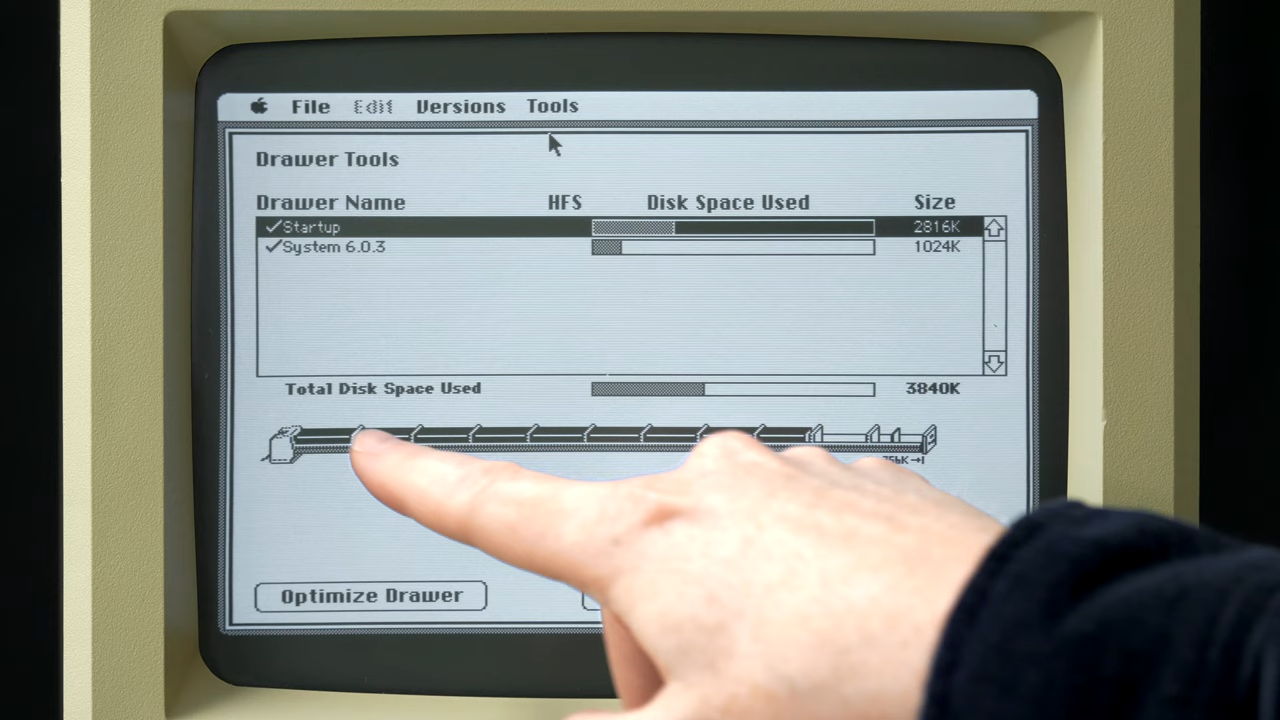 File Edit Versions Tools
Drawer Tools
Drawer Name HFS Disk Space Used Size
✓Startup 2816K
✓System 6.0.3 1024K
Total Disk Space Used 3840K
Optimize Drawer